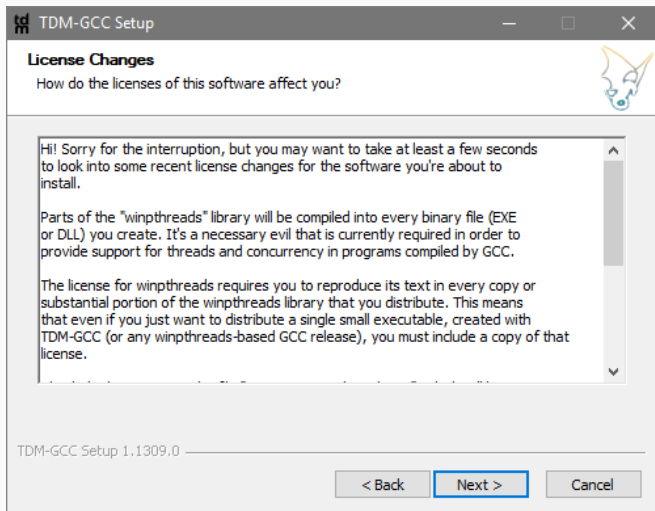 tdm TDM-GCC Setup
License Changes
How do the licenses of this software affect you?
Hi! Sorry for the interruption, but you may want to take at least a few seconds
to look into some recent license changes for the software you're about to
install.
Parts of the "winpthreads" library will be compiled into every binary file (EXE
or DLL) you create. It's a necessary evil that is currently required in order to
provide support for threads and concurrency in programs compiled by GCC.
The license for winpthreads requires you to reproduce its text in every copy or
substantial portion of the winpthreads library that you distribute. This means
that even if you just want to distribute a single small executable, created with
TDM-GCC (or any winpthreads-based GCC release), you must include a copy of that
license.
TDM-GCC Setup 1.1309.0
< Back Next > Cancel